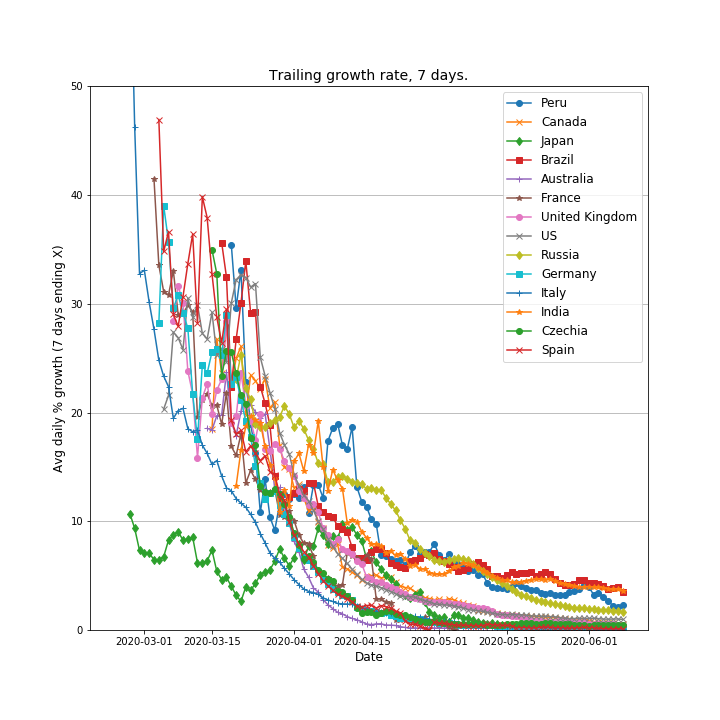 Trailing growth rate, 7 days.
50
40
30
20
10
0
Avg daily % growth (7 days ending X)
Peru
Canada
Japan
Brazil
Australia
France
United Kingdom
US
Russia
Germany
Italy
India
Czechia
Spain
2020-03-01
2020-03-15
2020-04-01
2020-04-15
2020-05-01
2020-05-15
2020-06-01
Date